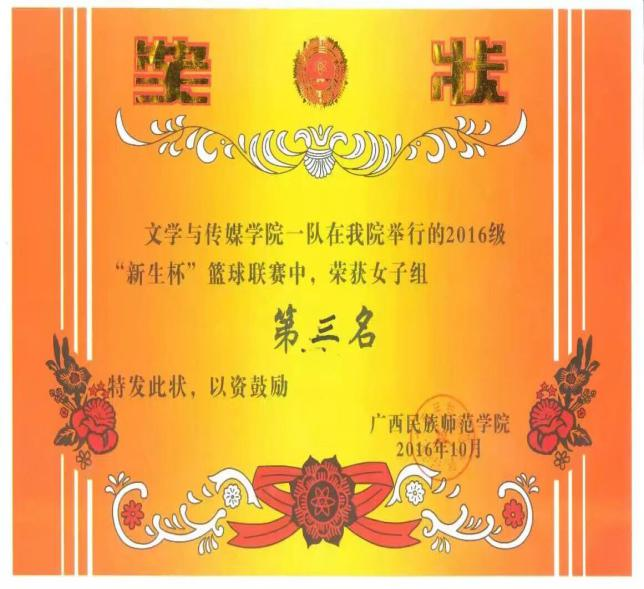 奖状
文学与传媒学院一队在我院举行的2016级
“新生杯”篮球联赛中，荣获女子组
第三名
特发此状，以资鼓励
广西民族师范学院
2016年10月